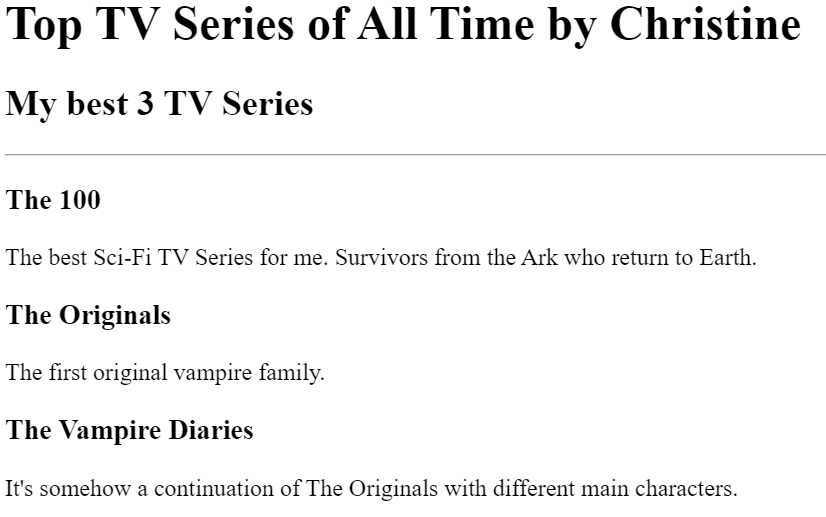 Top TV Series of All Time by Christine
My best 3 TV Series
The 100
The best Sci-Fi TV Series for me. Survivors from the Ark who return to Earth.
The Originals
The first original vampire family.
The Vampire Diaries
It's somehow a continuation of The Originals with different main characters.